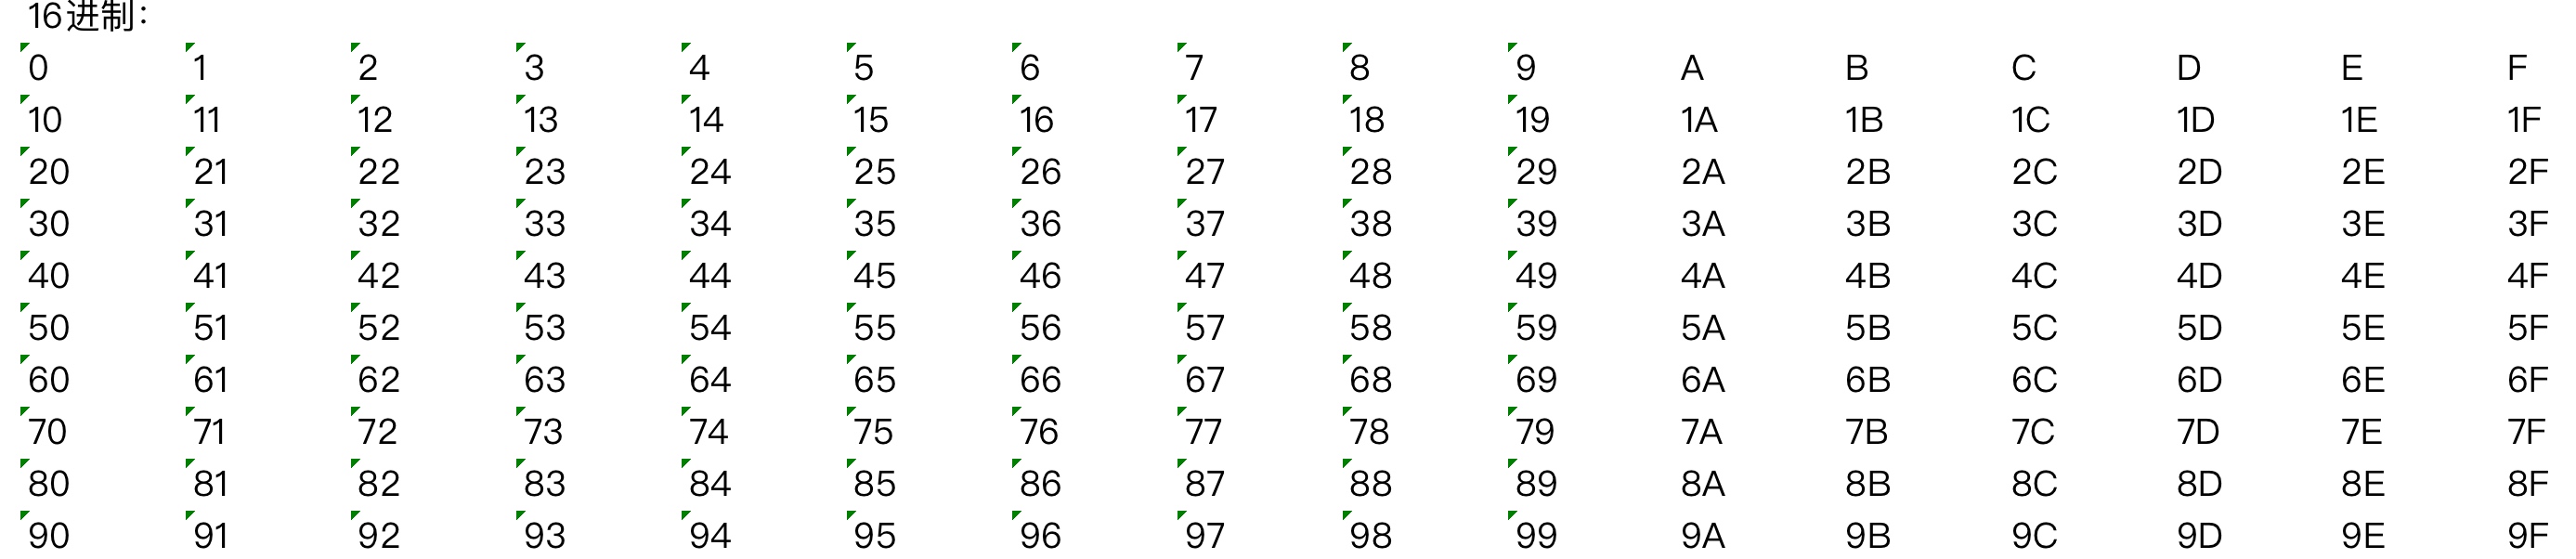 16进制：
0 1 2 3 4 5 6 7 8 9 A B C D E F
10 11 12 13 14 15 16 17 18 19 1A 1B 1C 1D 1E 1F
20 21 22 23 24 25 26 27 28 29 2A 2B 2C 2D 2E 2F
30 31 32 33 34 35 36 37 38 39 3A 3B 3C 3D 3E 3F
40 41 42 43 44 45 46 47 48 49 4A 4B 4C 4D 4E 4F
50 51 52 53 54 55 56 57 58 59 5A 5B 5C 5D 5E 5F
60 61 62 63 64 65 66 67 68 69 6A 6B 6C 6D 6E 6F
70 71 72 73 74 75 76 77 78 79 7A 7B 7C 7D 7E 7F
80 81 82 83 84 85 86 87 88 89 8A 8B 8C 8D 8E 8F
90 91 92 93 94 95 96 97 98 99 9A 9B 9C 9D 9E 9F